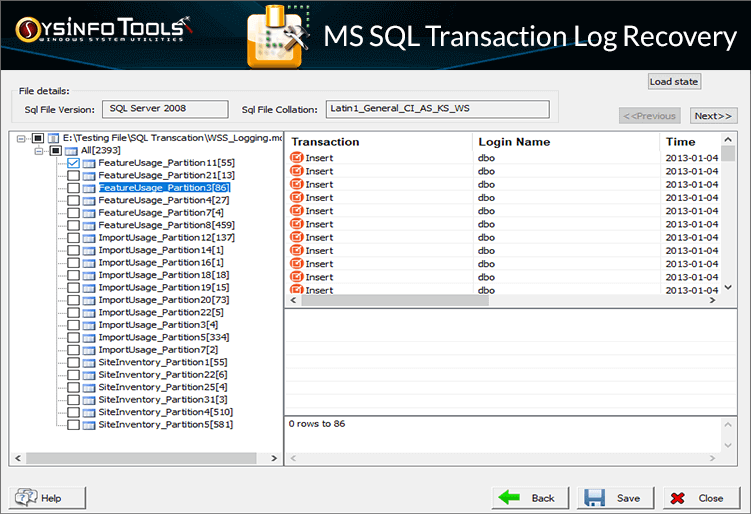 SYSINFOTOOLS
WINDOWS SYSTEM UTILITIES
MS SQL Transaction Log Recovery
Load state
File details:
Sql File Version: SQL Server 2008 Sql File Collation: Latin1_General_CI_AS_KS_WS
<<Previous Next>>
E:\Testing File\SQL Transcation\WSS_Logging.mc
All[2393]
FeatureUsage_Partition11[55]
FeatureUsage_Partition21[13]
FeatureUsage_Partition3[86]
FeatureUsage_Partition4[27]
FeatureUsage_Partition7[4]
FeatureUsage_Partition8[459]
ImportUsage_Partition12[137]
ImportUsage_Partition14[1]
ImportUsage_Partition16[1]
ImportUsage_Partition18[18]
ImportUsage_Partition19[15]
ImportUsage_Partition20[73]
ImportUsage_Partition22[5]
ImportUsage_Partition3[4]
ImportUsage_Partition5[334]
ImportUsage_Partition7[2]
SiteInventory_Partition1[55]
SiteInventory_Partition22[6]
SiteInventory_Partition25[4]
SiteInventory_Partition31[3]
SiteInventory_Partition4[510]
SiteInventory_Partition5[581]
Transaction Login Name Time
Insert dbo 2013-01-04
Insert dbo 2013-01-04
Insert dbo 2013-01-04
Insert dbo 2013-01-04
Insert dbo 2013-01-04
Insert dbo 2013-01-04
Insert dbo 2013-01-04
Insert dbo 2013-01-04
Insert dbo 2013-01-04
Insert dbo 2013-01-04
Insert dbo 2013-01-04
0 rows to 86
Help Back Save Close